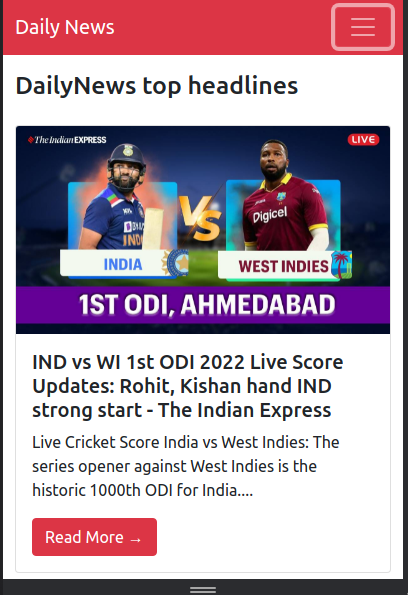 Daily News
DailyNews top headlines
The Indian EXPRESS
LIVE
VS
Digicel
INDIA
WEST INDIES
1ST ODI, AHMEDABAD
IND vs WI 1st ODI 2022 Live Score
Updates: Rohit, Kishan hand IND
strong start - The Indian Express
Live Cricket Score India vs West Indies: The
series opener against West Indies is the
historic 1000th ODI for India....
Read More →